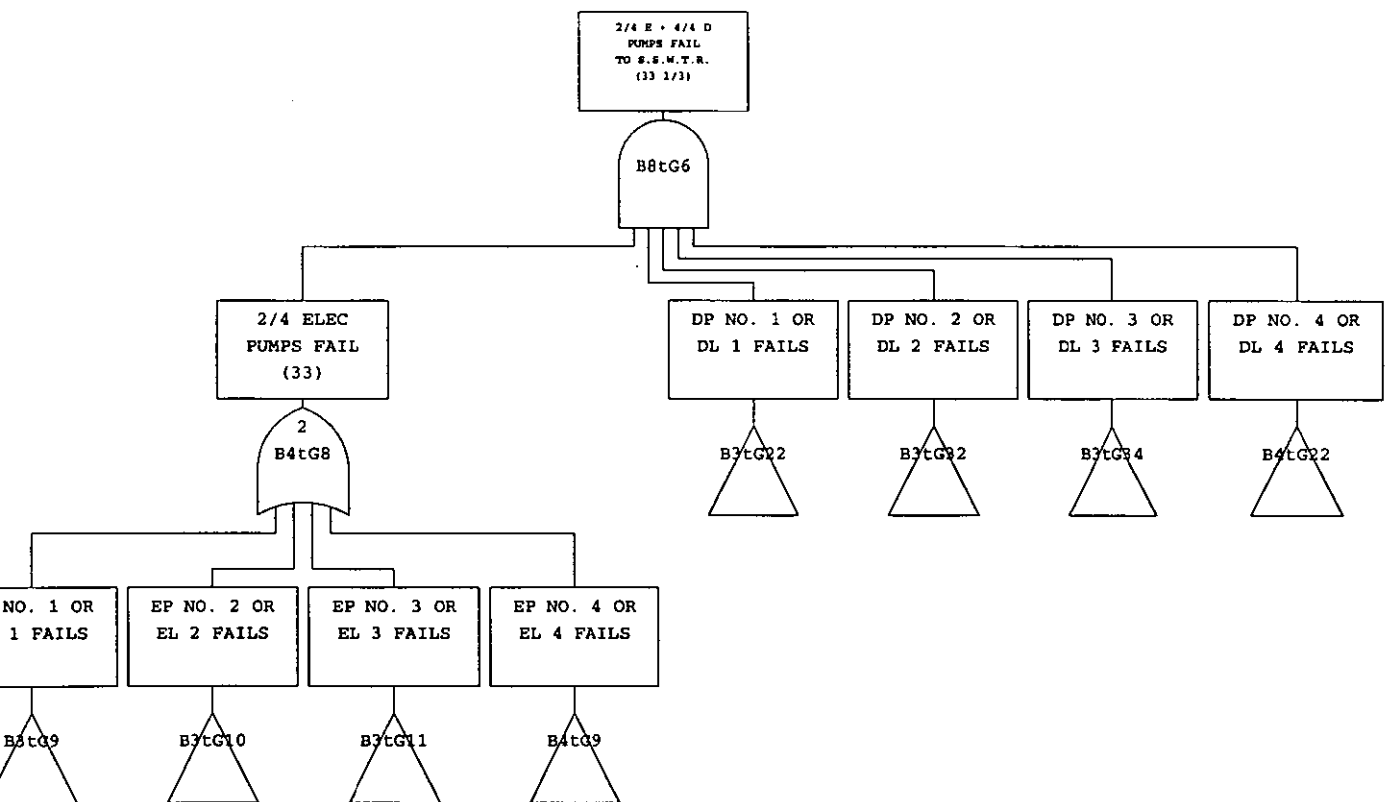 2/4 E + 4/4 D
PUMPS FAIL
TO S.S.W.T.R.
(33 1/3)
B8tG6
2/4 ELEC
PUMPS FAIL
(33)
2
B4tG8
DP NO. 1 OR
DL 1 FAILS
B3tG22
DP NO. 2 OR
DL 2 FAILS
B3tG32
DP NO. 3 OR
DL 3 FAILS
B3tG34
DP NO. 4 OR
DL 4 FAILS
B4tG22
NO. 1 OR
1 FAILS
B3tG9
EP NO. 2 OR
EL 2 FAILS
B3tG10
EP NO. 3 OR
EL 3 FAILS
B3tG11
EP NO. 4 OR
EL 4 FAILS
B4tG9